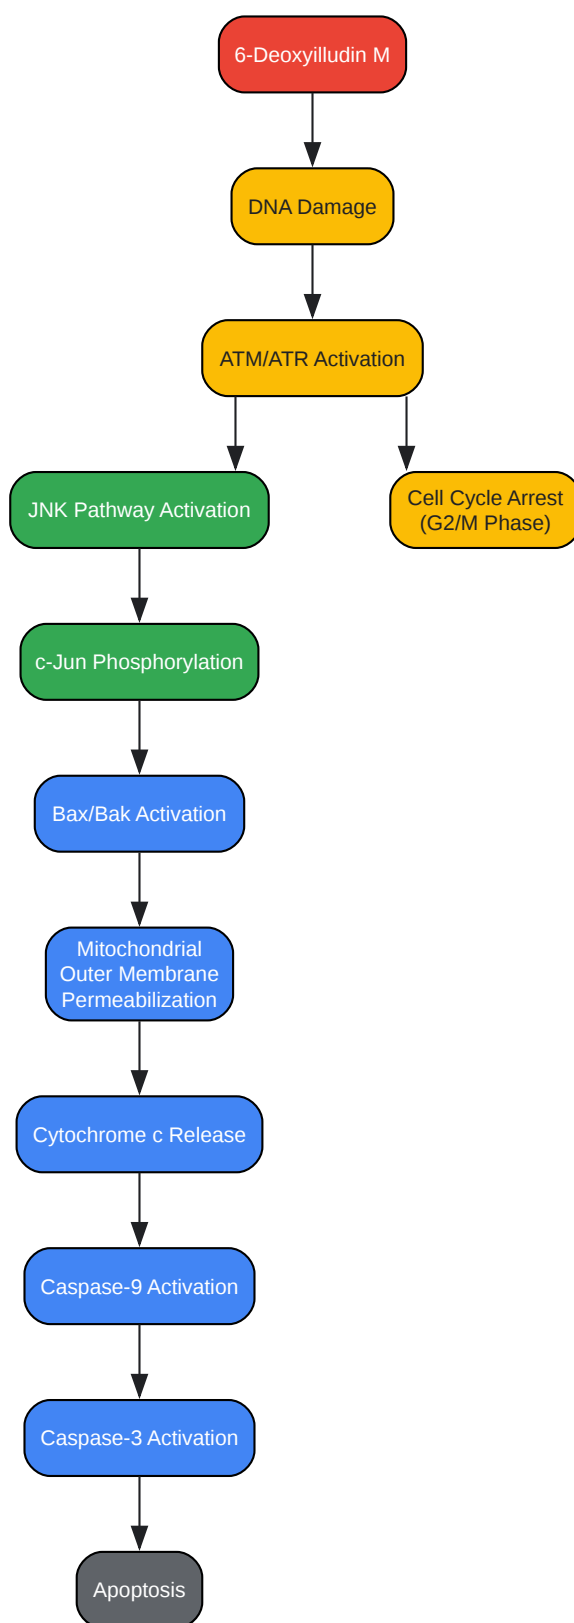 6-Deoxyilludin M
DNA Damage
ATM/ATR Activation
JNK Pathway Activation
Cell Cycle Arrest
(G2/M Phase)
c-Jun Phosphorylation
Bax/Bak Activation
Mitochondrial
Outer Membrane
Permeabilization
Cytochrome c Release
Caspase-9 Activation
Caspase-3 Activation
Apoptosis